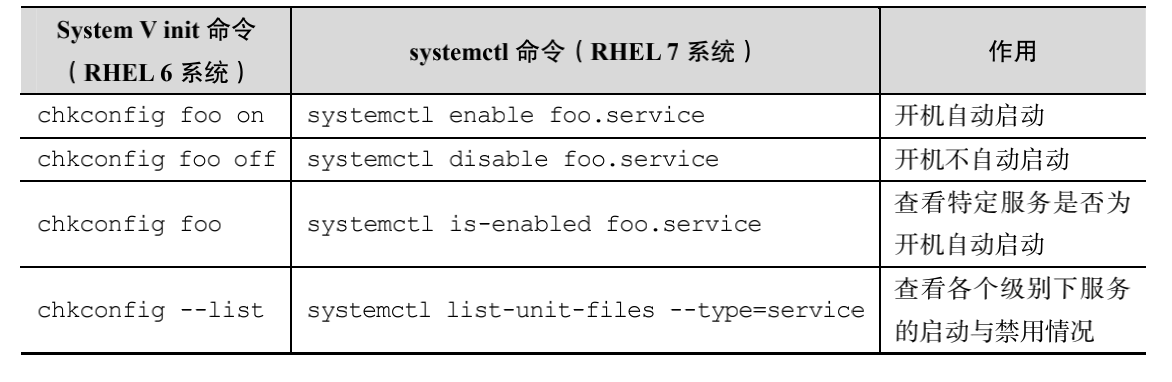 System V init 命令
（RHEL 6 系统）
systemctl 命令（RHEL 7 系统）
作用
chkconfig foo on
systemctl enable foo.service
开机自动启动
chkconfig foo off
systemctl disable foo.service
开机不自动启动
chkconfig foo
systemctl is-enabled foo.service
查看特定服务是否为
开机自动启动
chkconfig --list
systemctl list-unit-files --type=service
查看各个级别下服务
的启动与禁用情况